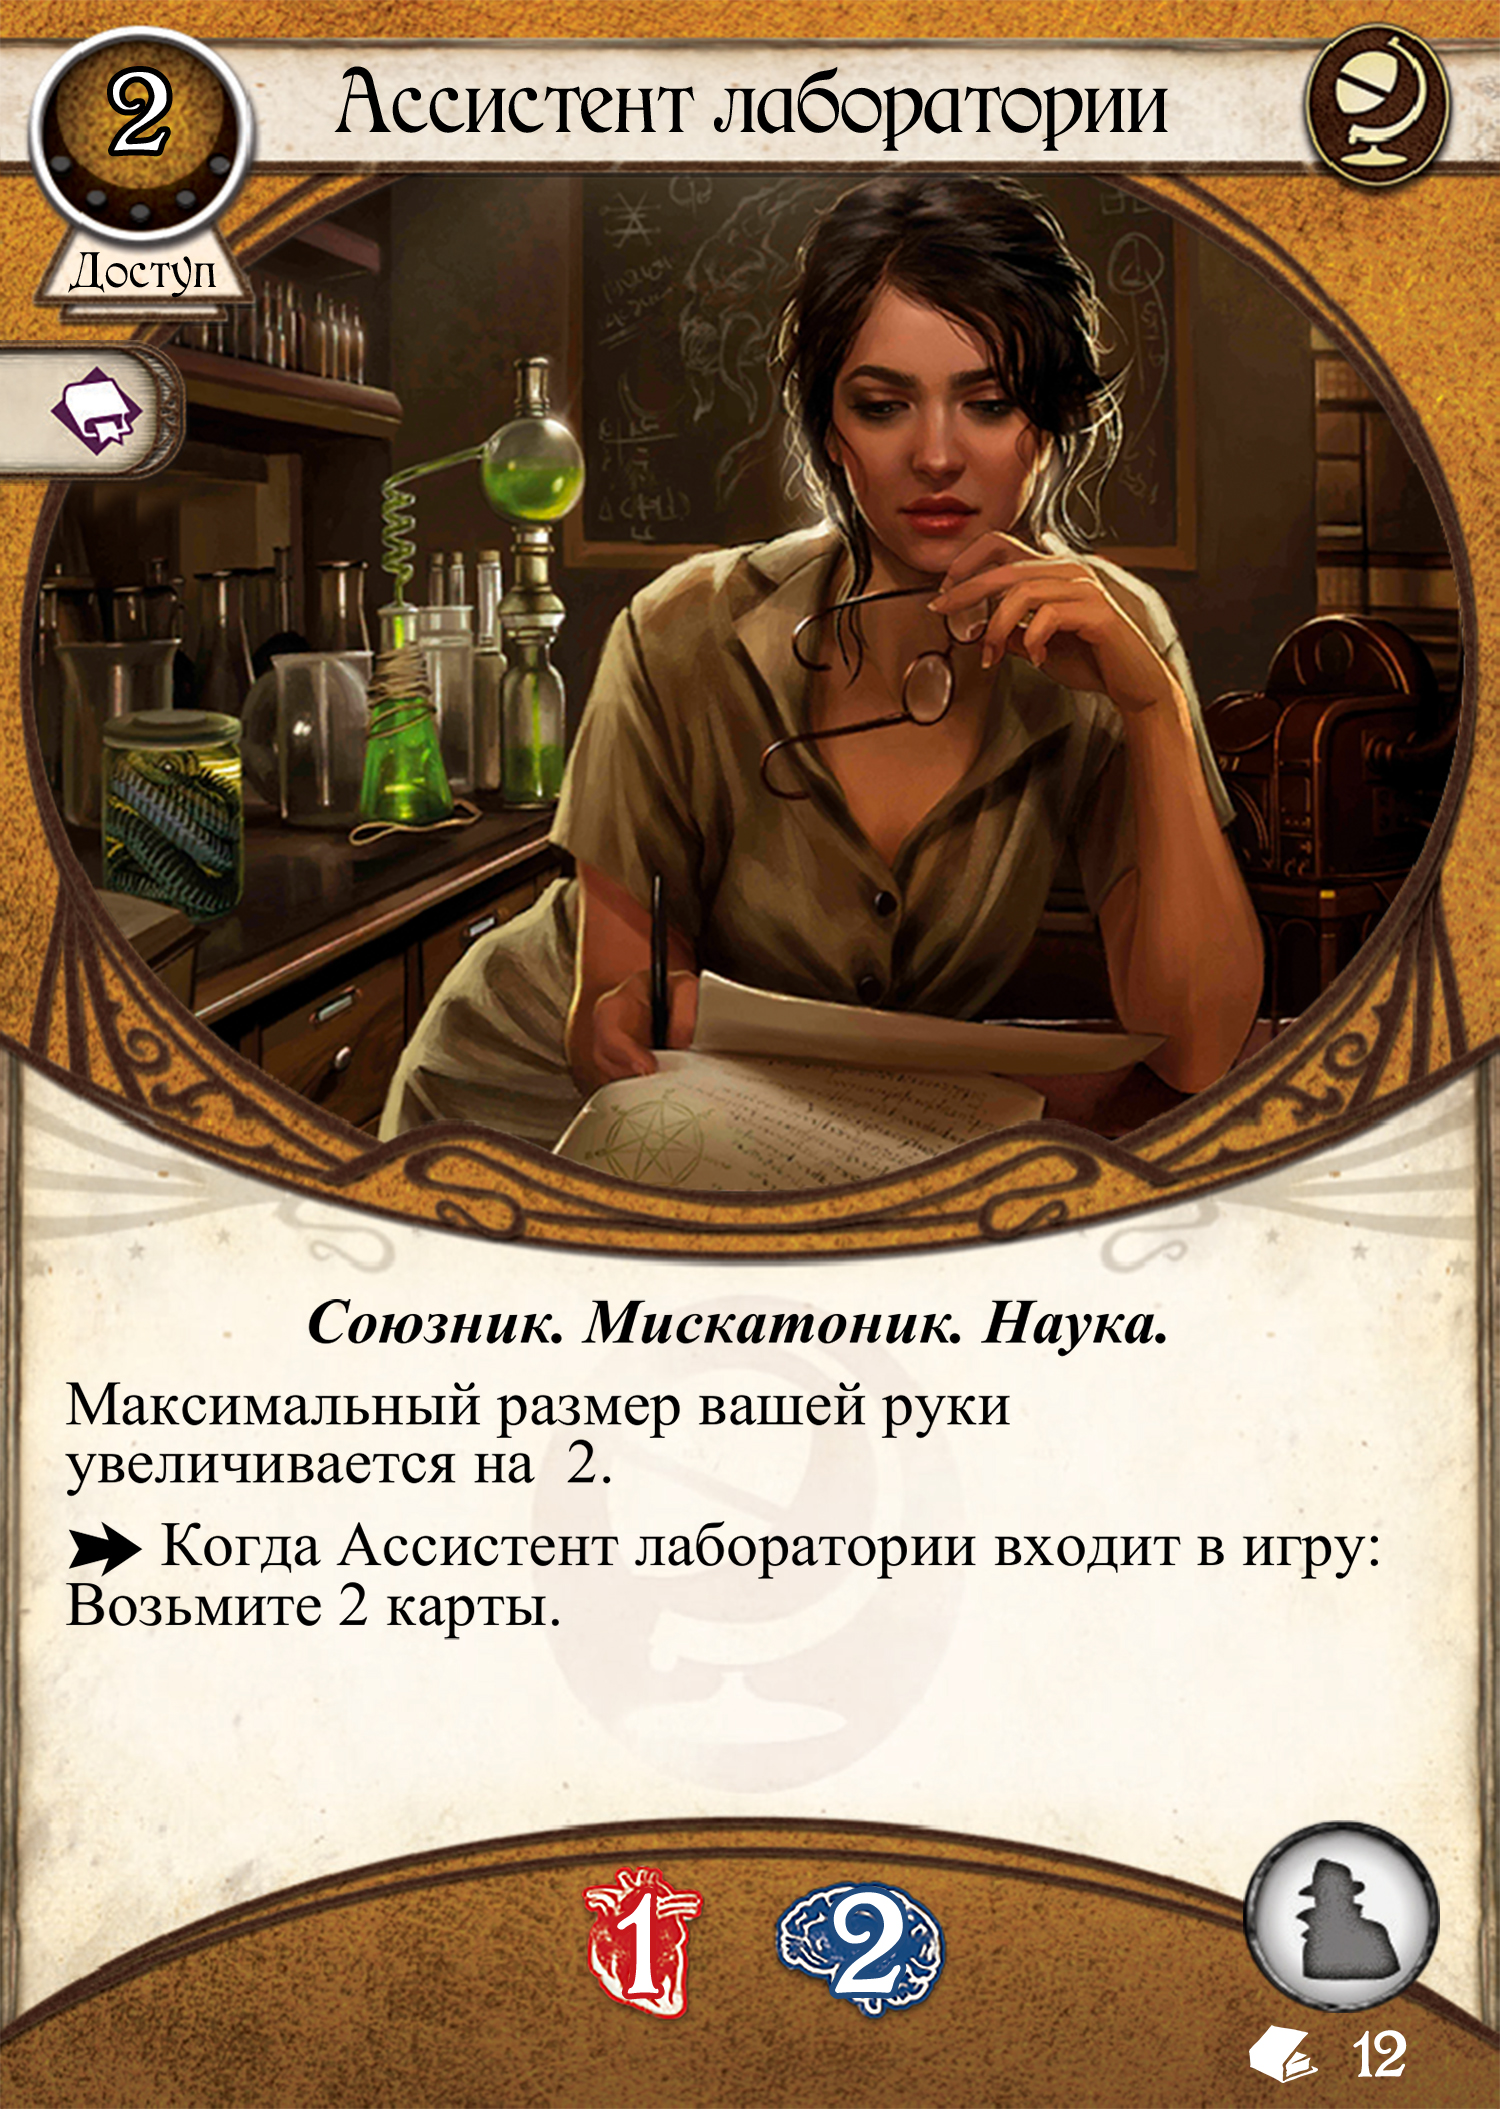 2
Ассистент лаборатории
Доступ
Союзник. Мискатоник. Наука.
Максимальный размер вашей руки
увеличивается на 2.
Когда Ассистент лаборатории входит в игру:
Возьмите 2 карты.
1 2
12